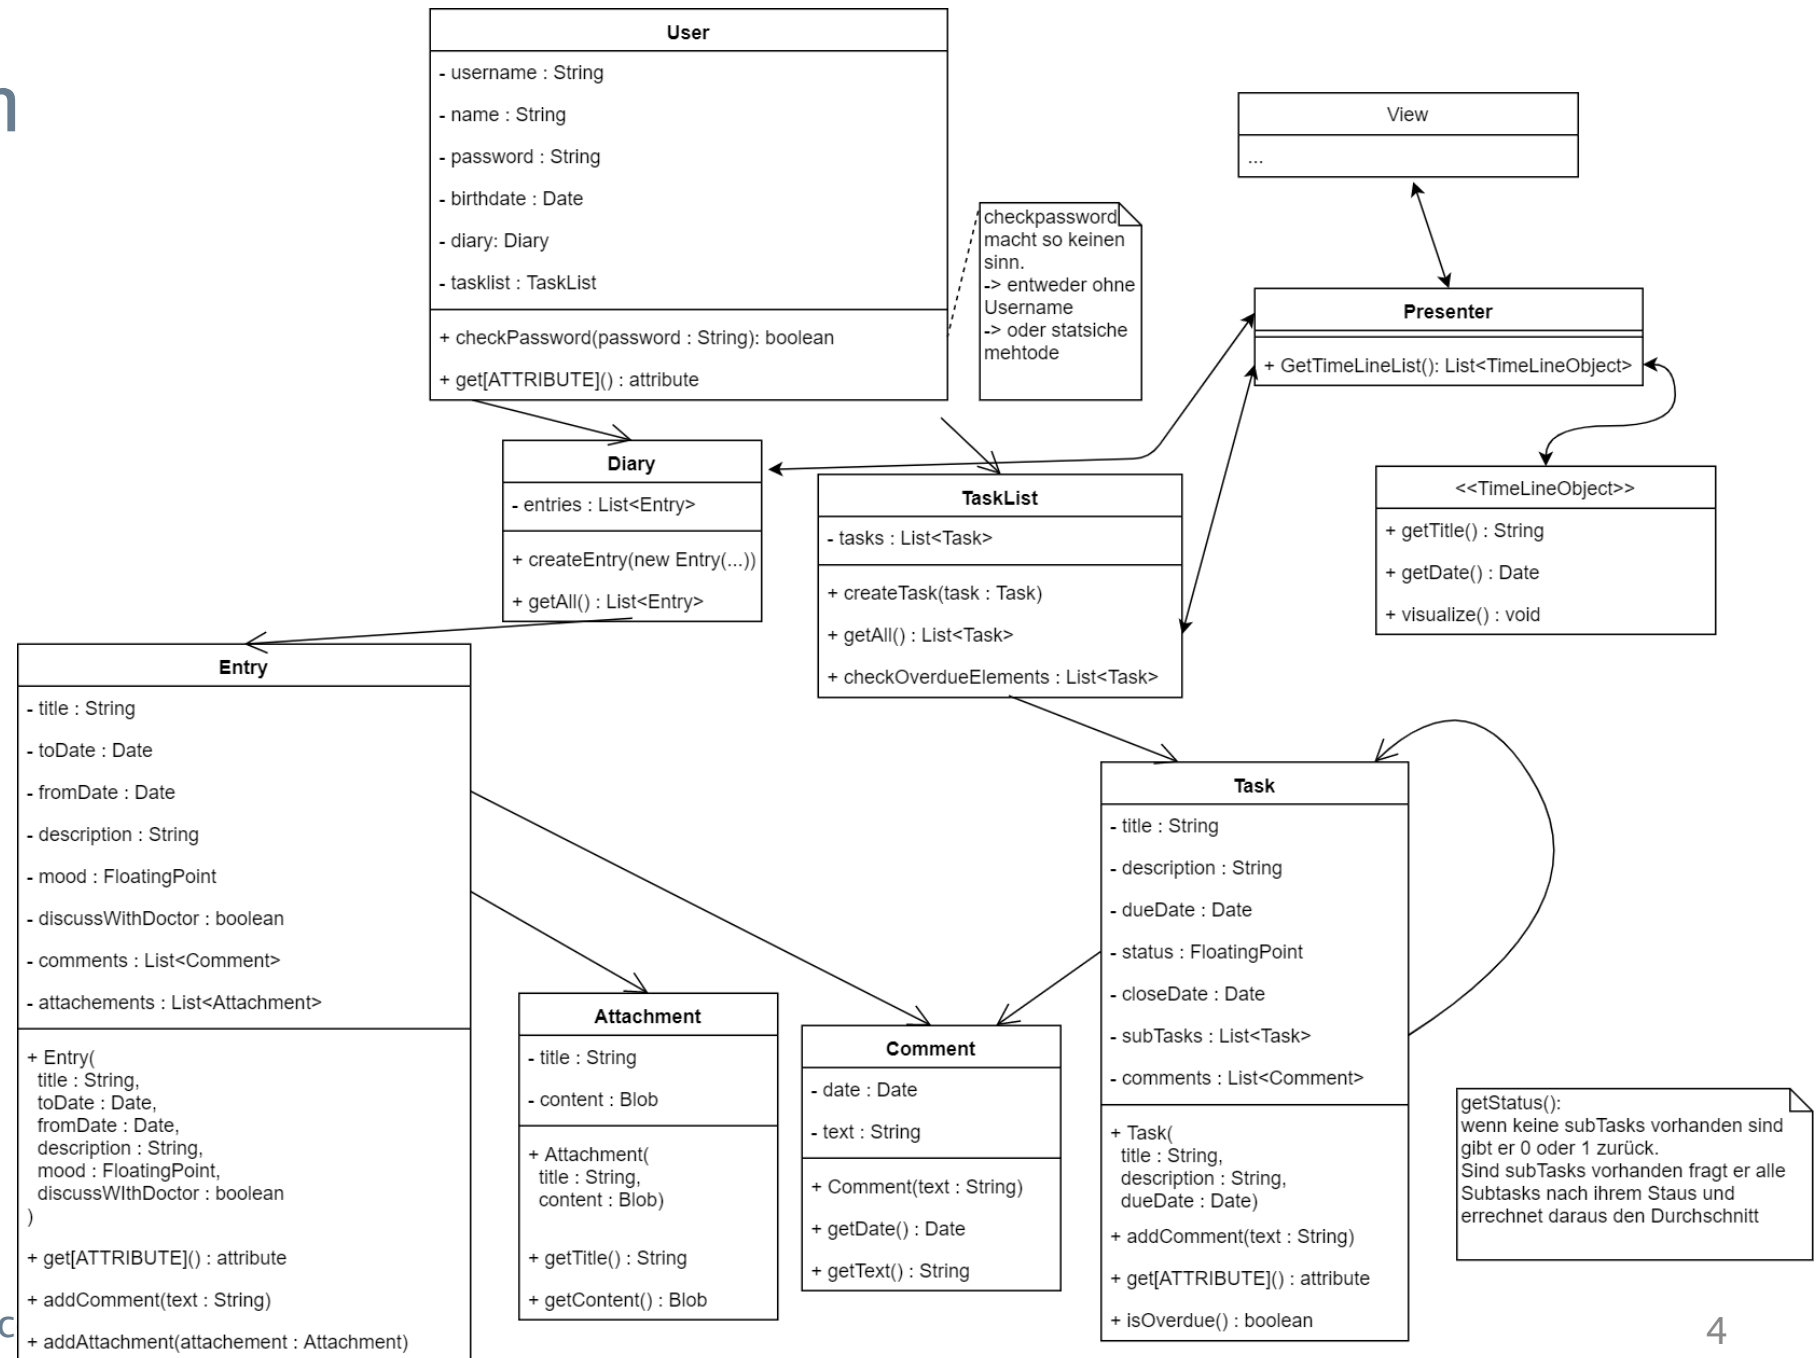 n
User
- username : String
- name : String
- password : String
- birthdate : Date
- diary: Diary
- tasklist : TaskList
+ checkPassword(password : String): boolean
+ get[ATTRIBUTE]() : attribute
checkpassword
macht so keinen
sinn.
-> entweder ohne
Username
-> oder statsiche
mehtode
View
...
Presenter
+ GetTimeLineList(): List<TimeLineObject>
<<TimeLineObject>>
+ getTitle() : String
+ getDate() : Date
+ visualize() : void
Diary
- entries : List<Entry>
+ createEntry(new Entry(...))
+ getAll() : List<Entry>
TaskList
- tasks : List<Task>
+ createTask(task : Task)
+ getAll() : List<Task>
+ checkOverdueElements : List<Task>
Entry
- title : String
- toDate : Date
- fromDate : Date
- description : String
- mood : FloatingPoint
- discussWithDoctor : boolean
- comments : List<Comment>
- attachements : List<Attachment>
+ Entry(
title : String,
toDate : Date,
fromDate : Date,
description : String,
mood : FloatingPoint,
discussWIthDoctor : boolean
)
+ get[ATTRIBUTE]() : attribute
+ addComment(text : String)
+ addAttachment(attachement : Attachment)
Attachment
- title : String
- content : Blob
+ Attachment(
title : String,
content : Blob)
+ getTitle() : String
+ getContent() : Blob
Comment
- date : Date
- text : String
+ Comment(text : String)
+ getDate() : Date
+ getText() : String
Task
- title : String
- description : String
- dueDate : Date
- status : FloatingPoint
- closeDate : Date
- subTasks : List<Task>
- comments : List<Comment>
+ Task(
title : String,
description : String,
dueDate : Date)
+ addComment(text : String)
+ get[ATTRIBUTE]() : attribute
+ isOverdue() : boolean
getStatus():
wenn keine subTasks vorhanden sind
gibt er 0 oder 1 zurück.
Sind subTasks vorhanden fragt er alle
Subtasks nach ihrem Staus und
errechnet daraus den Durchschnitt
c
4